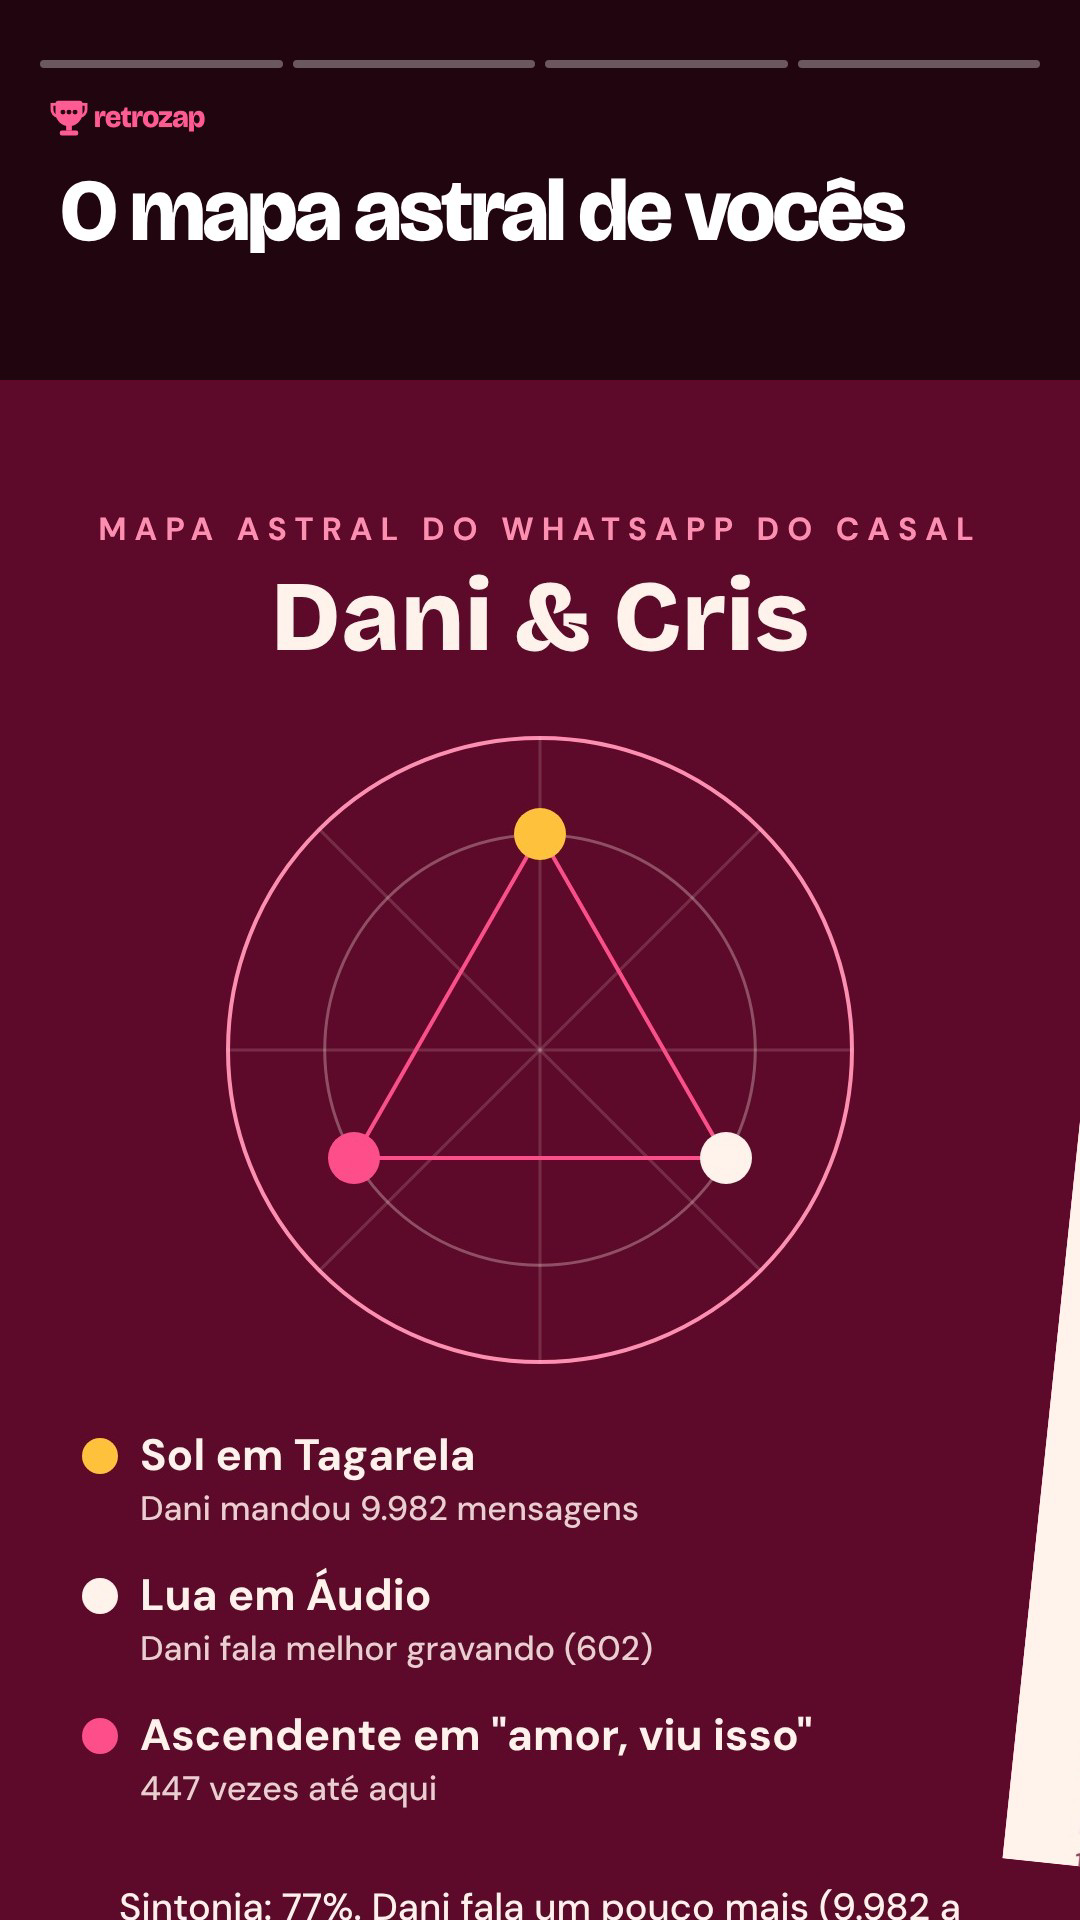 retrozap
O mapa astral de vocês
MAPA ASTRAL DO WHATSAPP DO CASAL
Dani & Cris
Sol em Tagarela
Dani mandou 9.982 mensagens
Lua em Áudio
Dani fala melhor gravando (602)
Ascendente em "amor, viu isso"
447 vezes até aqui
Sintonia: 77%. Dani fala um pouco mais (9.982 a